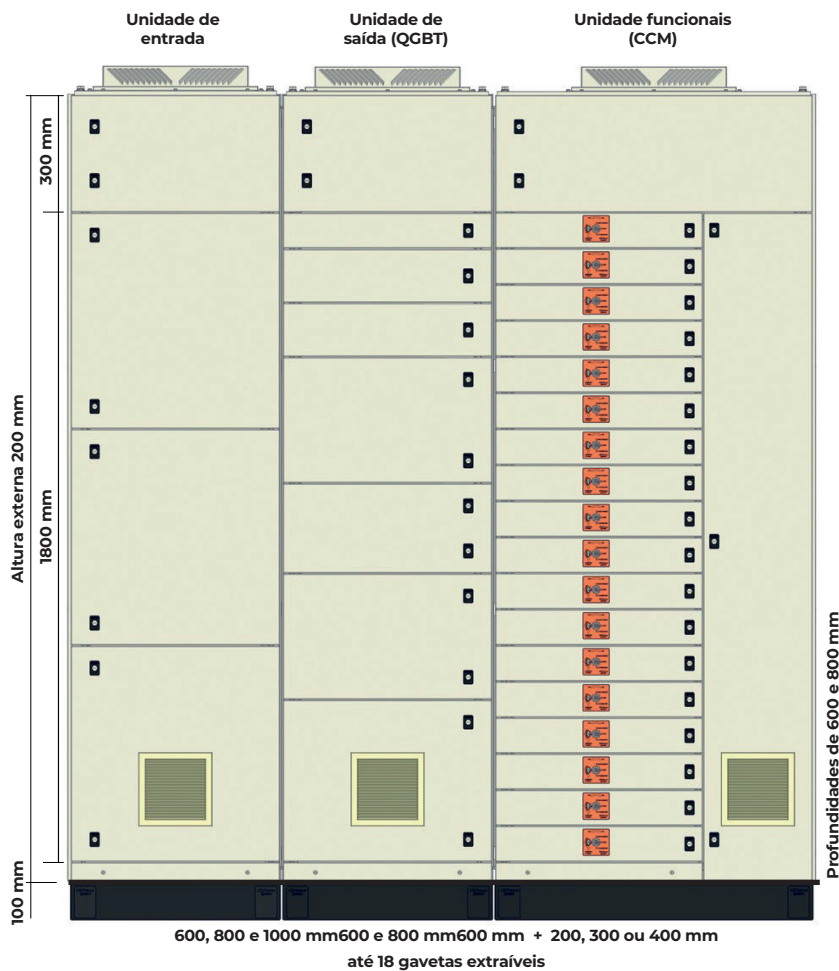 Unidade de
entrada
Unidade de
saída (QGBT)
Unidade funcionais
(CCM)
300 mm
Altura externa 200 mm
1800 mm
100 mm
Profundidades de 600 e 800 mm
600, 800 e 1000 mm600 e 800 mm600 mm + 200, 300 ou 400 mm
até 18 gavetas extraíveis